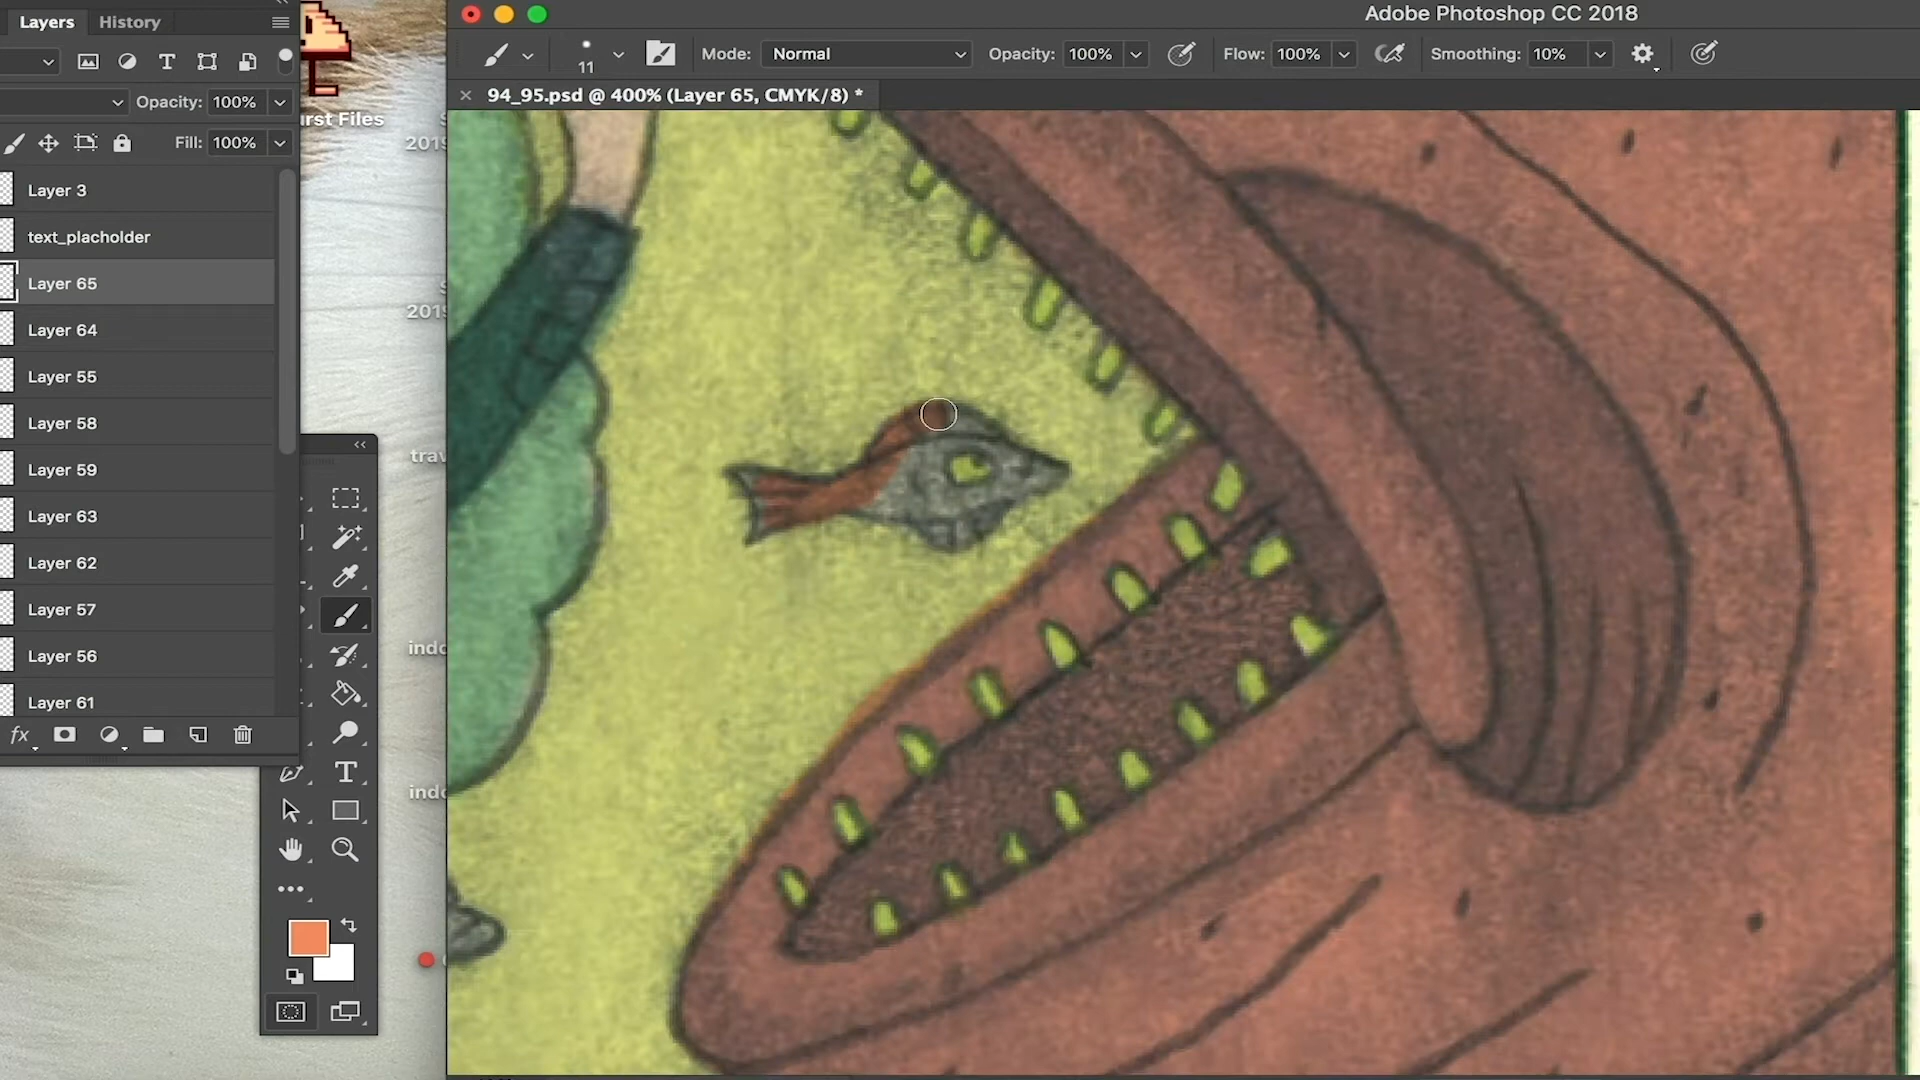 Adobe Photoshop CC 2018
Layers History
11 Mode: Normal Opacity: 100% Flow: 100% Smoothing: 10%
94_95.psd @ 400% (Layer 65, CMYK/8) *
Opacity: 100%
Fill: 100%
Layer 3
text_placholder
Layer 65
Layer 64
Layer 55
Layer 58
Layer 59
Layer 63
Layer 62
Layer 57
Layer 56
Layer 61
fx
Files